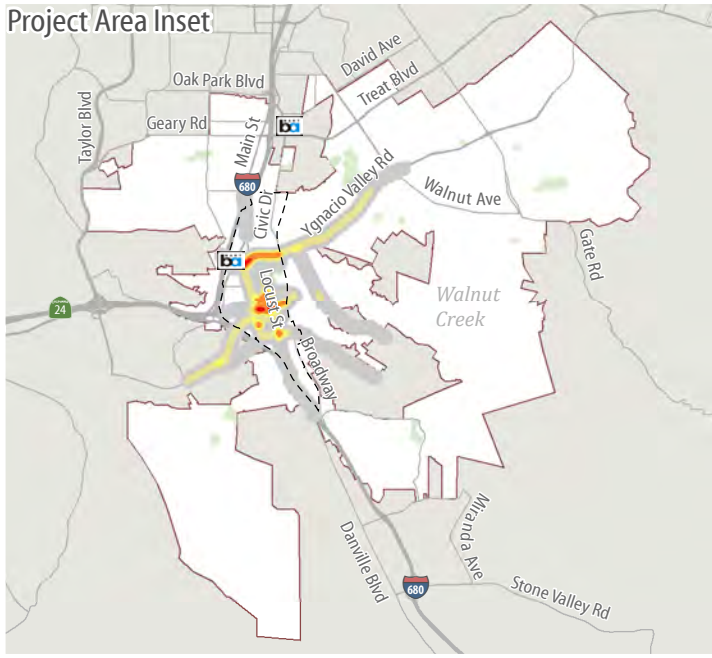 Project Area Inset
David Ave
Oak Park Blvd
Treat Blvd
Geary Rd
ba
Taylor Blvd
Main St
680
Civic Dr
Ygnacio Valley Rd
Walnut Ave
Gate Rd
ba
Locust St
Walnut
Creek
24
Broadway
Miranda Ave
Danville Blvd
680
Stone Valley Rd